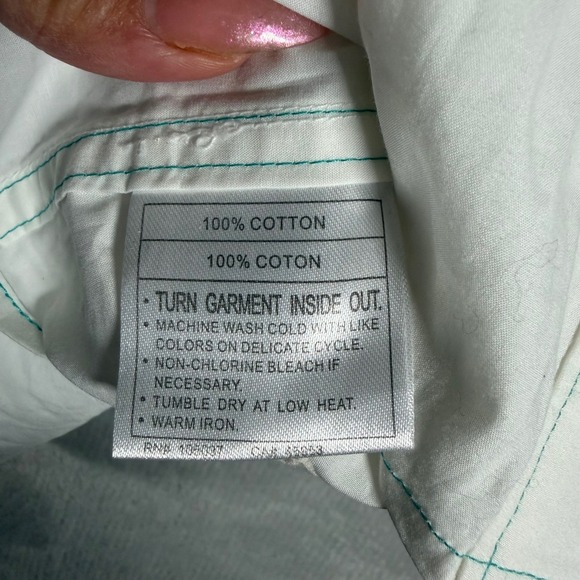 100% COTTON
100% COTON
• TURN GARMENT INSIDE OUT.
• MACHINE WASH COLD WITH LIKE
COLORS ON DELICATE CYCLE.
• NON-CHLORINE BLEACH IF
NECESSARY.
• TUMBLE DRY AT LOW HEAT.
• WARM IRON.
RN#